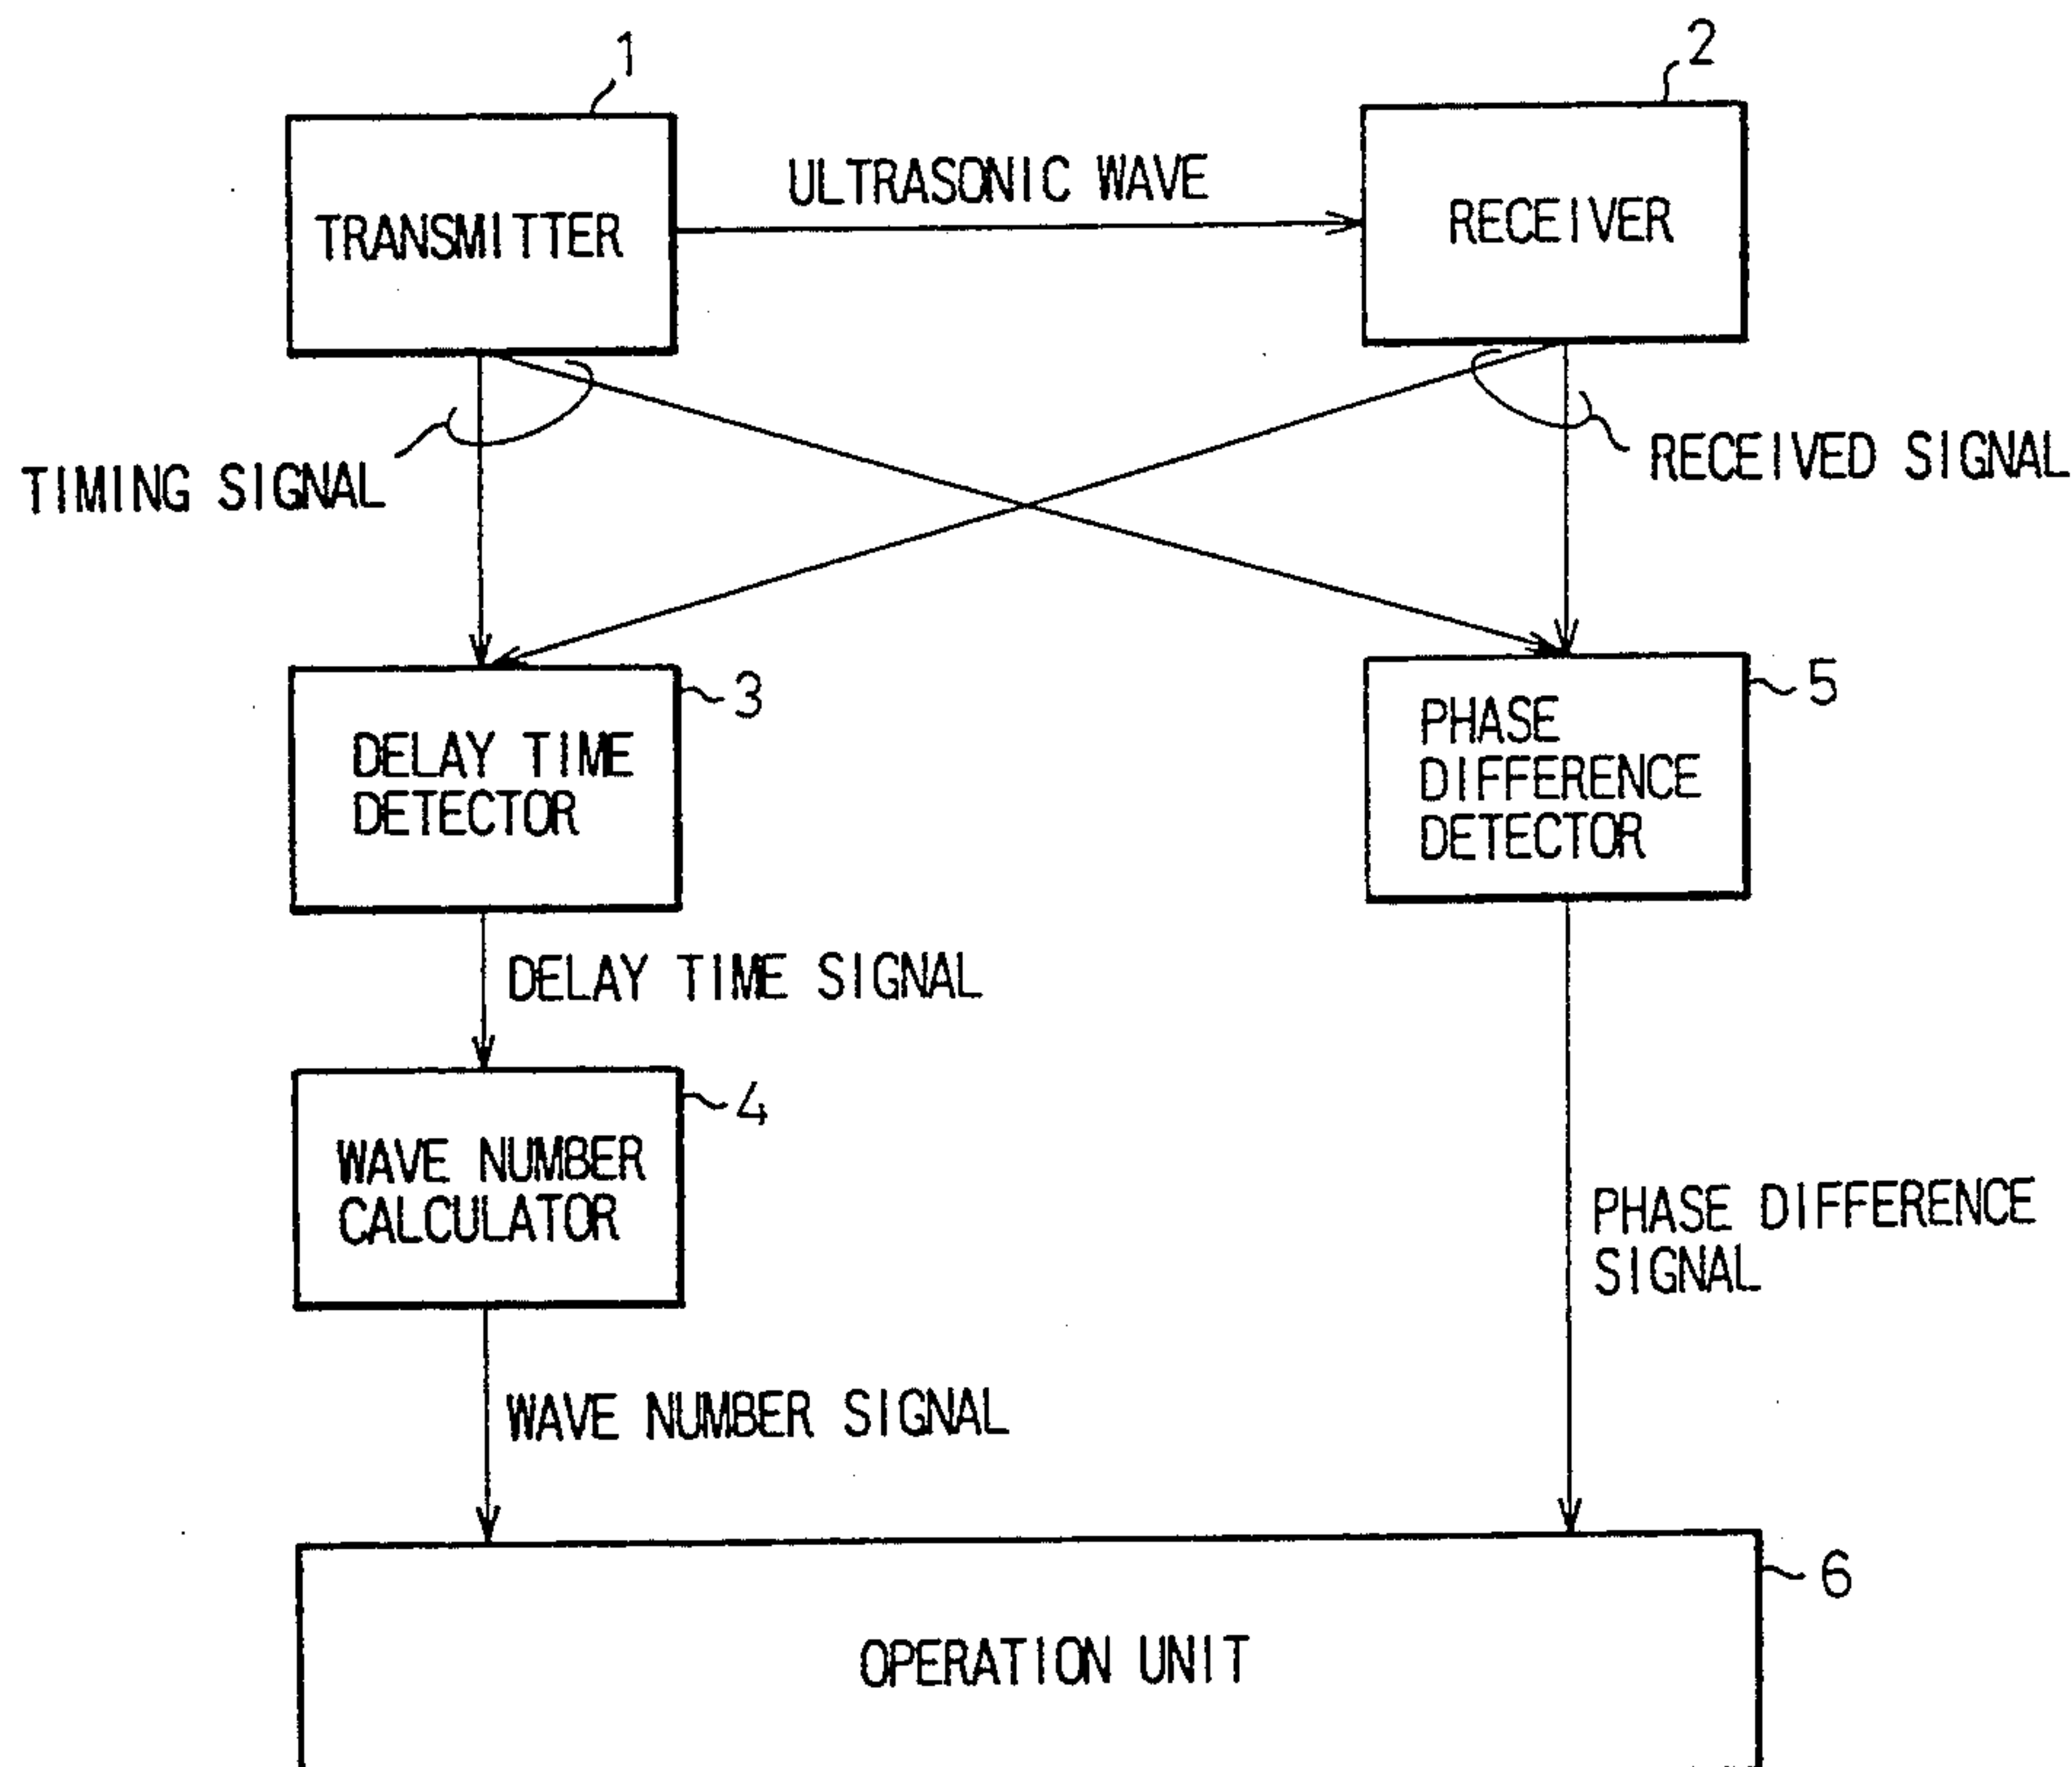 1
2
ULTRASONIC WAVE
TRANSMITTER
RECEIVER
TIMING SIGNAL
RECEIVED SIGNAL
3
5
DELAY TIME
DETECTOR
PHASE
DIFFERENCE
DETECTOR
DELAY TIME SIGNAL
4
WAVE NUMBER
CALCULATOR
PHASE DIFFERENCE
SIGNAL
WAVE NUMBER SIGNAL
6
OPERATION UNIT